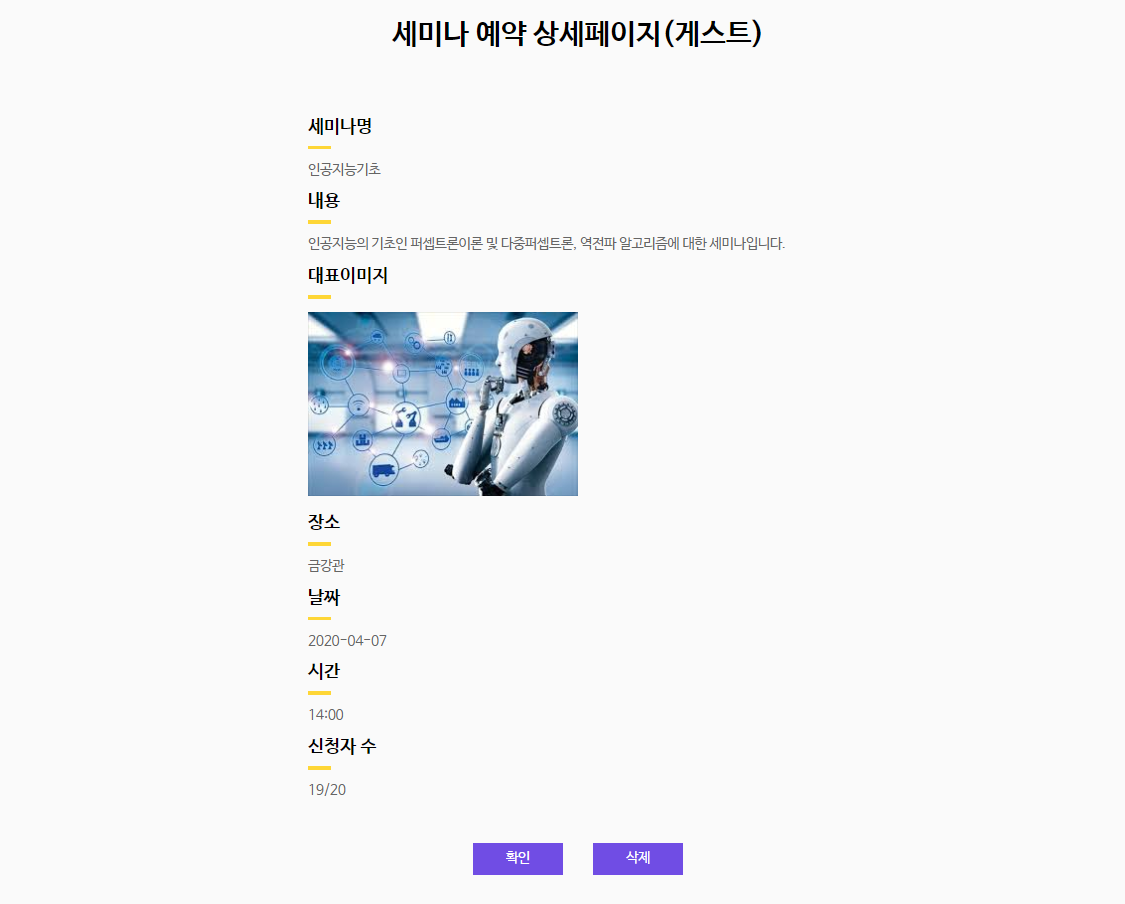 세미나 예약 상세페이지(게스트)
세미나명
인공지능기초
내용
인공지능의 기초인 퍼셉트론이론 및 다중퍼셉트론, 역전파 알고리즘에 대한 세미나입니다.
대표이미지
장소
금강관
날짜
2020-04-07
시간
14:00
신청자 수
19/20
확인
삭제